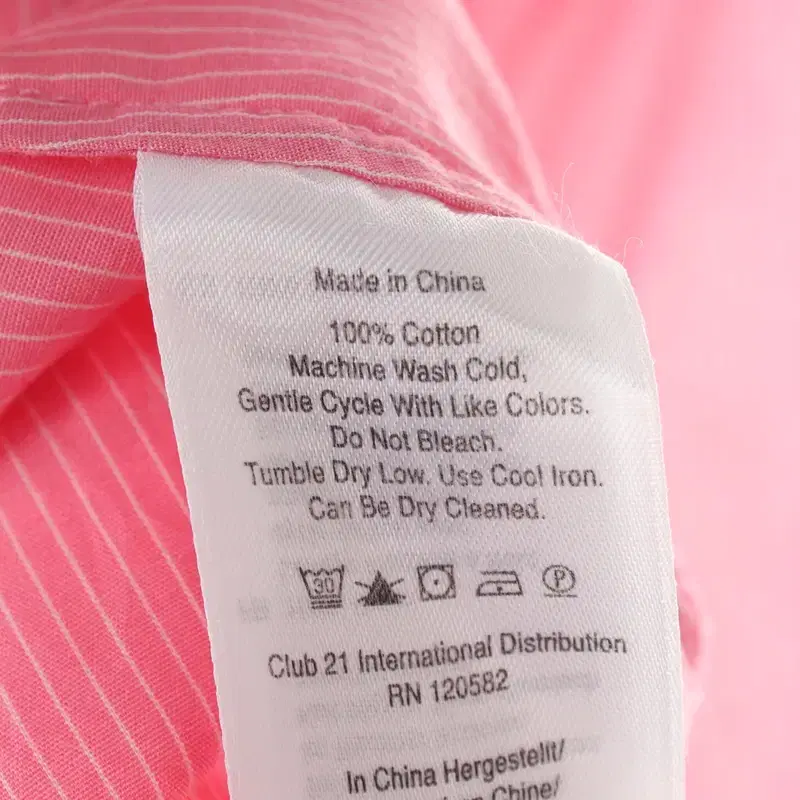 Made in China
100% Cotton
Machine Wash Cold,
Gentle Cycle With Like Colors.
Do Not Bleach.
Tumble Dry Low. Use Cool Iron.
Can Be Dry Cleaned.
30 P
Club 21 International Distribution
RN 120582
In China Hergestellt/
Chine/